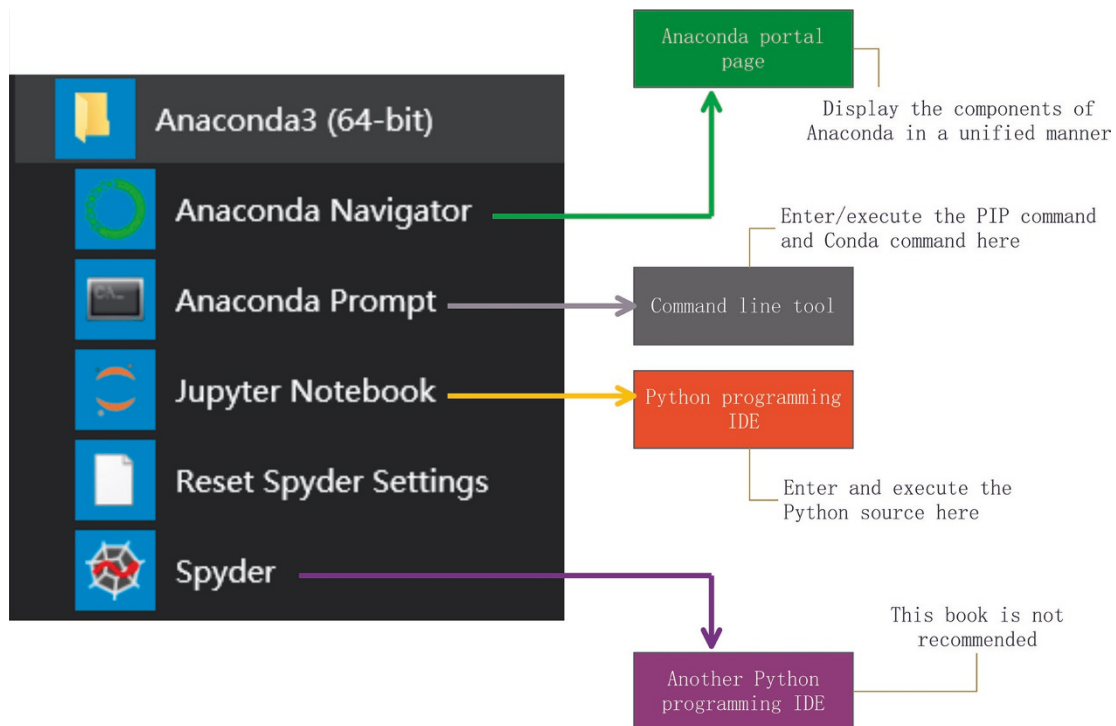 Anaconda portal
page
Display the components of
Anaconda in a unified manner
Anaconda3 (64-bit)
Anaconda Navigator
Enter/execute the PIP command
and Conda command here
Anaconda Prompt
C:\_
Command line tool
Jupyter Notebook
Python programming
IDE
Reset Spyder Settings
Enter and execute the
Python source here
Spyder
This book is not
recommended
Another Python
programming IDE